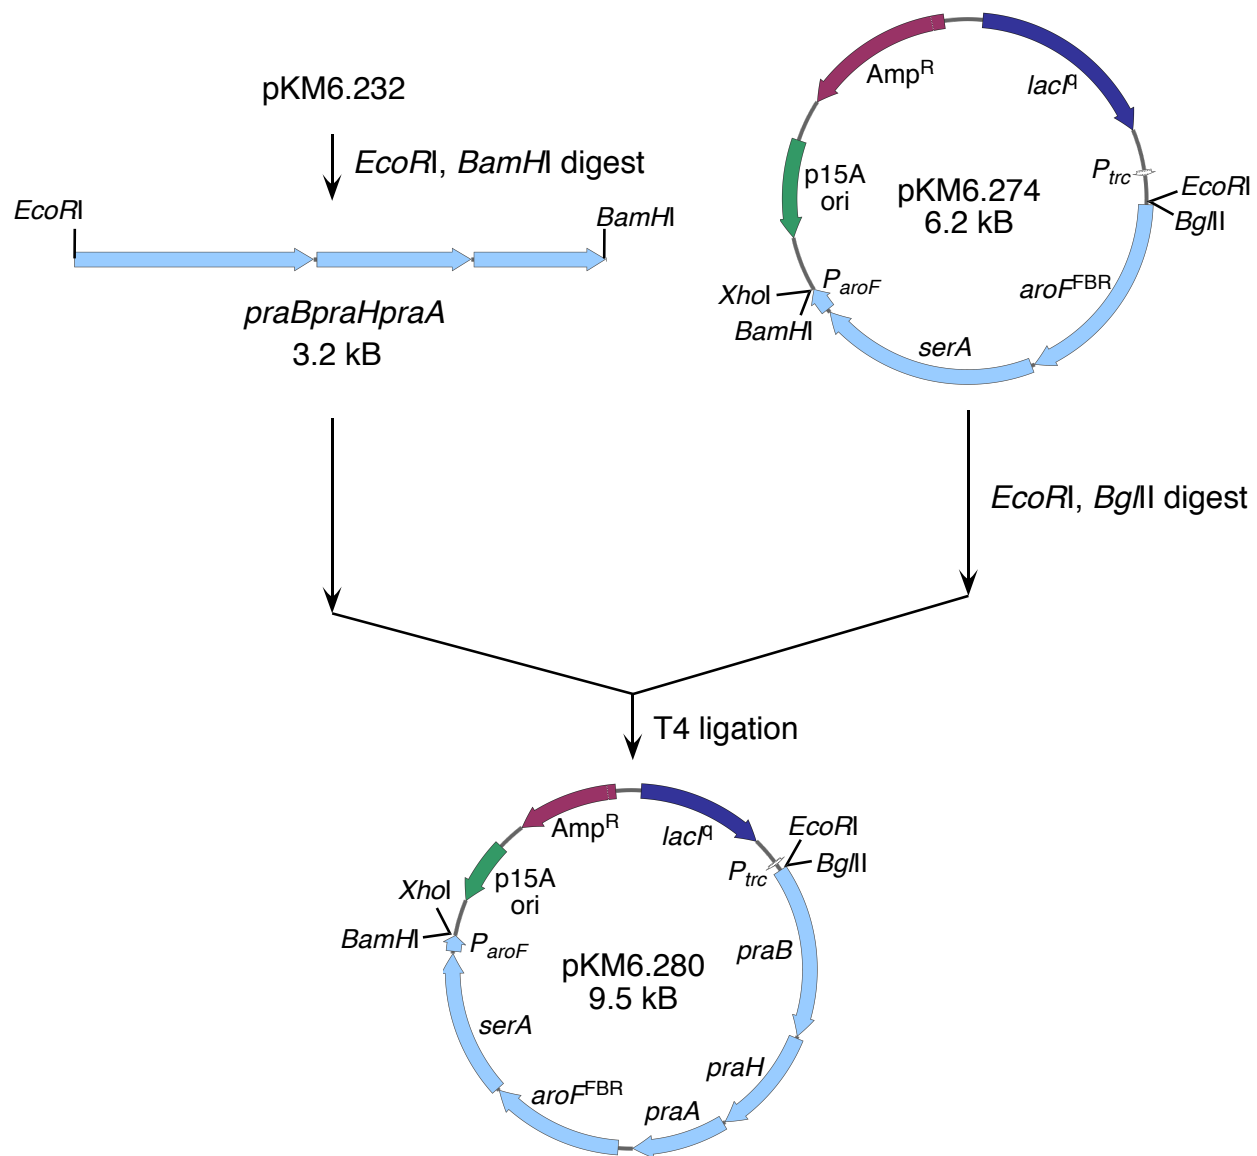 pKM6.232
EcoRI, BamHI digest
EcoRI
BamHI
praBpraHpraA
3.2 kB
AmpR
lacIq
Ptrc
EcoRI
BglII
p15A
ori
pKM6.274
6.2 kB
aroFFBR
XhoI
ParoF
BamHI
serA
EcoRI, BglII digest
T4 ligation
AmpR
lacIq
EcoRI
BglII
Ptrc
p15A
ori
XhoI
BamHI
ParoF
praB
pKM6.280
9.5 kB
serA
praH
aroFFBR
praA